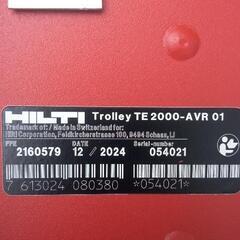 HILTI Trolley TE 2000-AVR 01
Trademark of / Made in Switzerland for:
Hilti Corporation, Feldkircherstrasse 100, 9494 Schaan, LI
PPE DATE Serial-number
2160579 12 / 2024 054021
7 613024 080380 *054021*